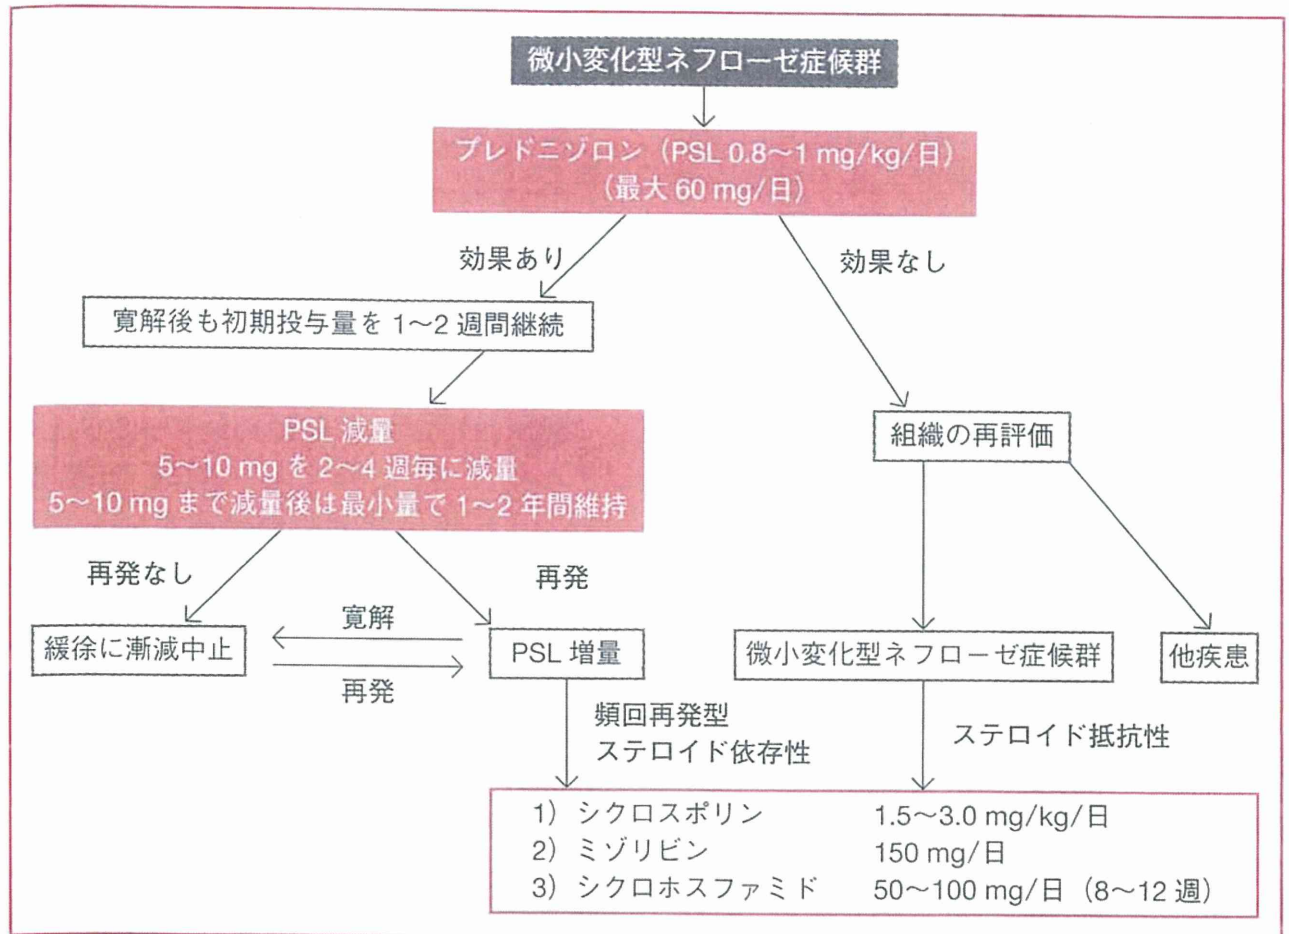 微小変化型ネフローゼ症候群
プレドニゾロン（PSL 0.8〜1 mg/kg/日）
（最大 60 mg/日）
効果あり
効果なし
寛解後も初期投与量を 1〜2 週間継続
PSL 減量
5〜10 mg を 2〜4 週毎に減量
5〜10 mg まで減量後は最小量で 1〜2 年間維持
組織の再評価
再発なし
再発
緩徐に漸減中止
寛解
再発
PSL 増量
微小変化型ネフローゼ症候群
他疾患
頻回再発型
ステロイド依存性
ステロイド抵抗性
1）シクロスポリン 1.5〜3.0 mg/kg/日
2）ミゾリビン 150 mg/日
3）シクロホスファミド 50〜100 mg/日（8〜12 週）